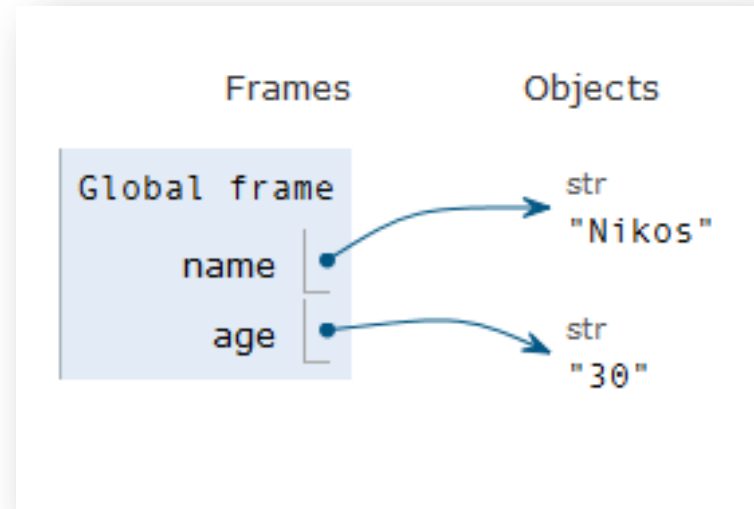 Frames
Objects
Global frame
name
age
str
"Nikos"
str
"30"